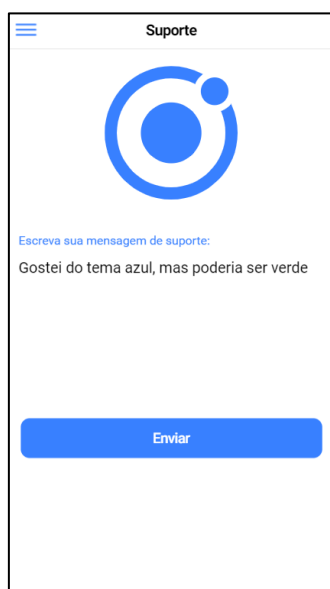 Suporte
Escreva sua mensagem de suporte:
Gostei do tema azul, mas poderia ser verde
Enviar